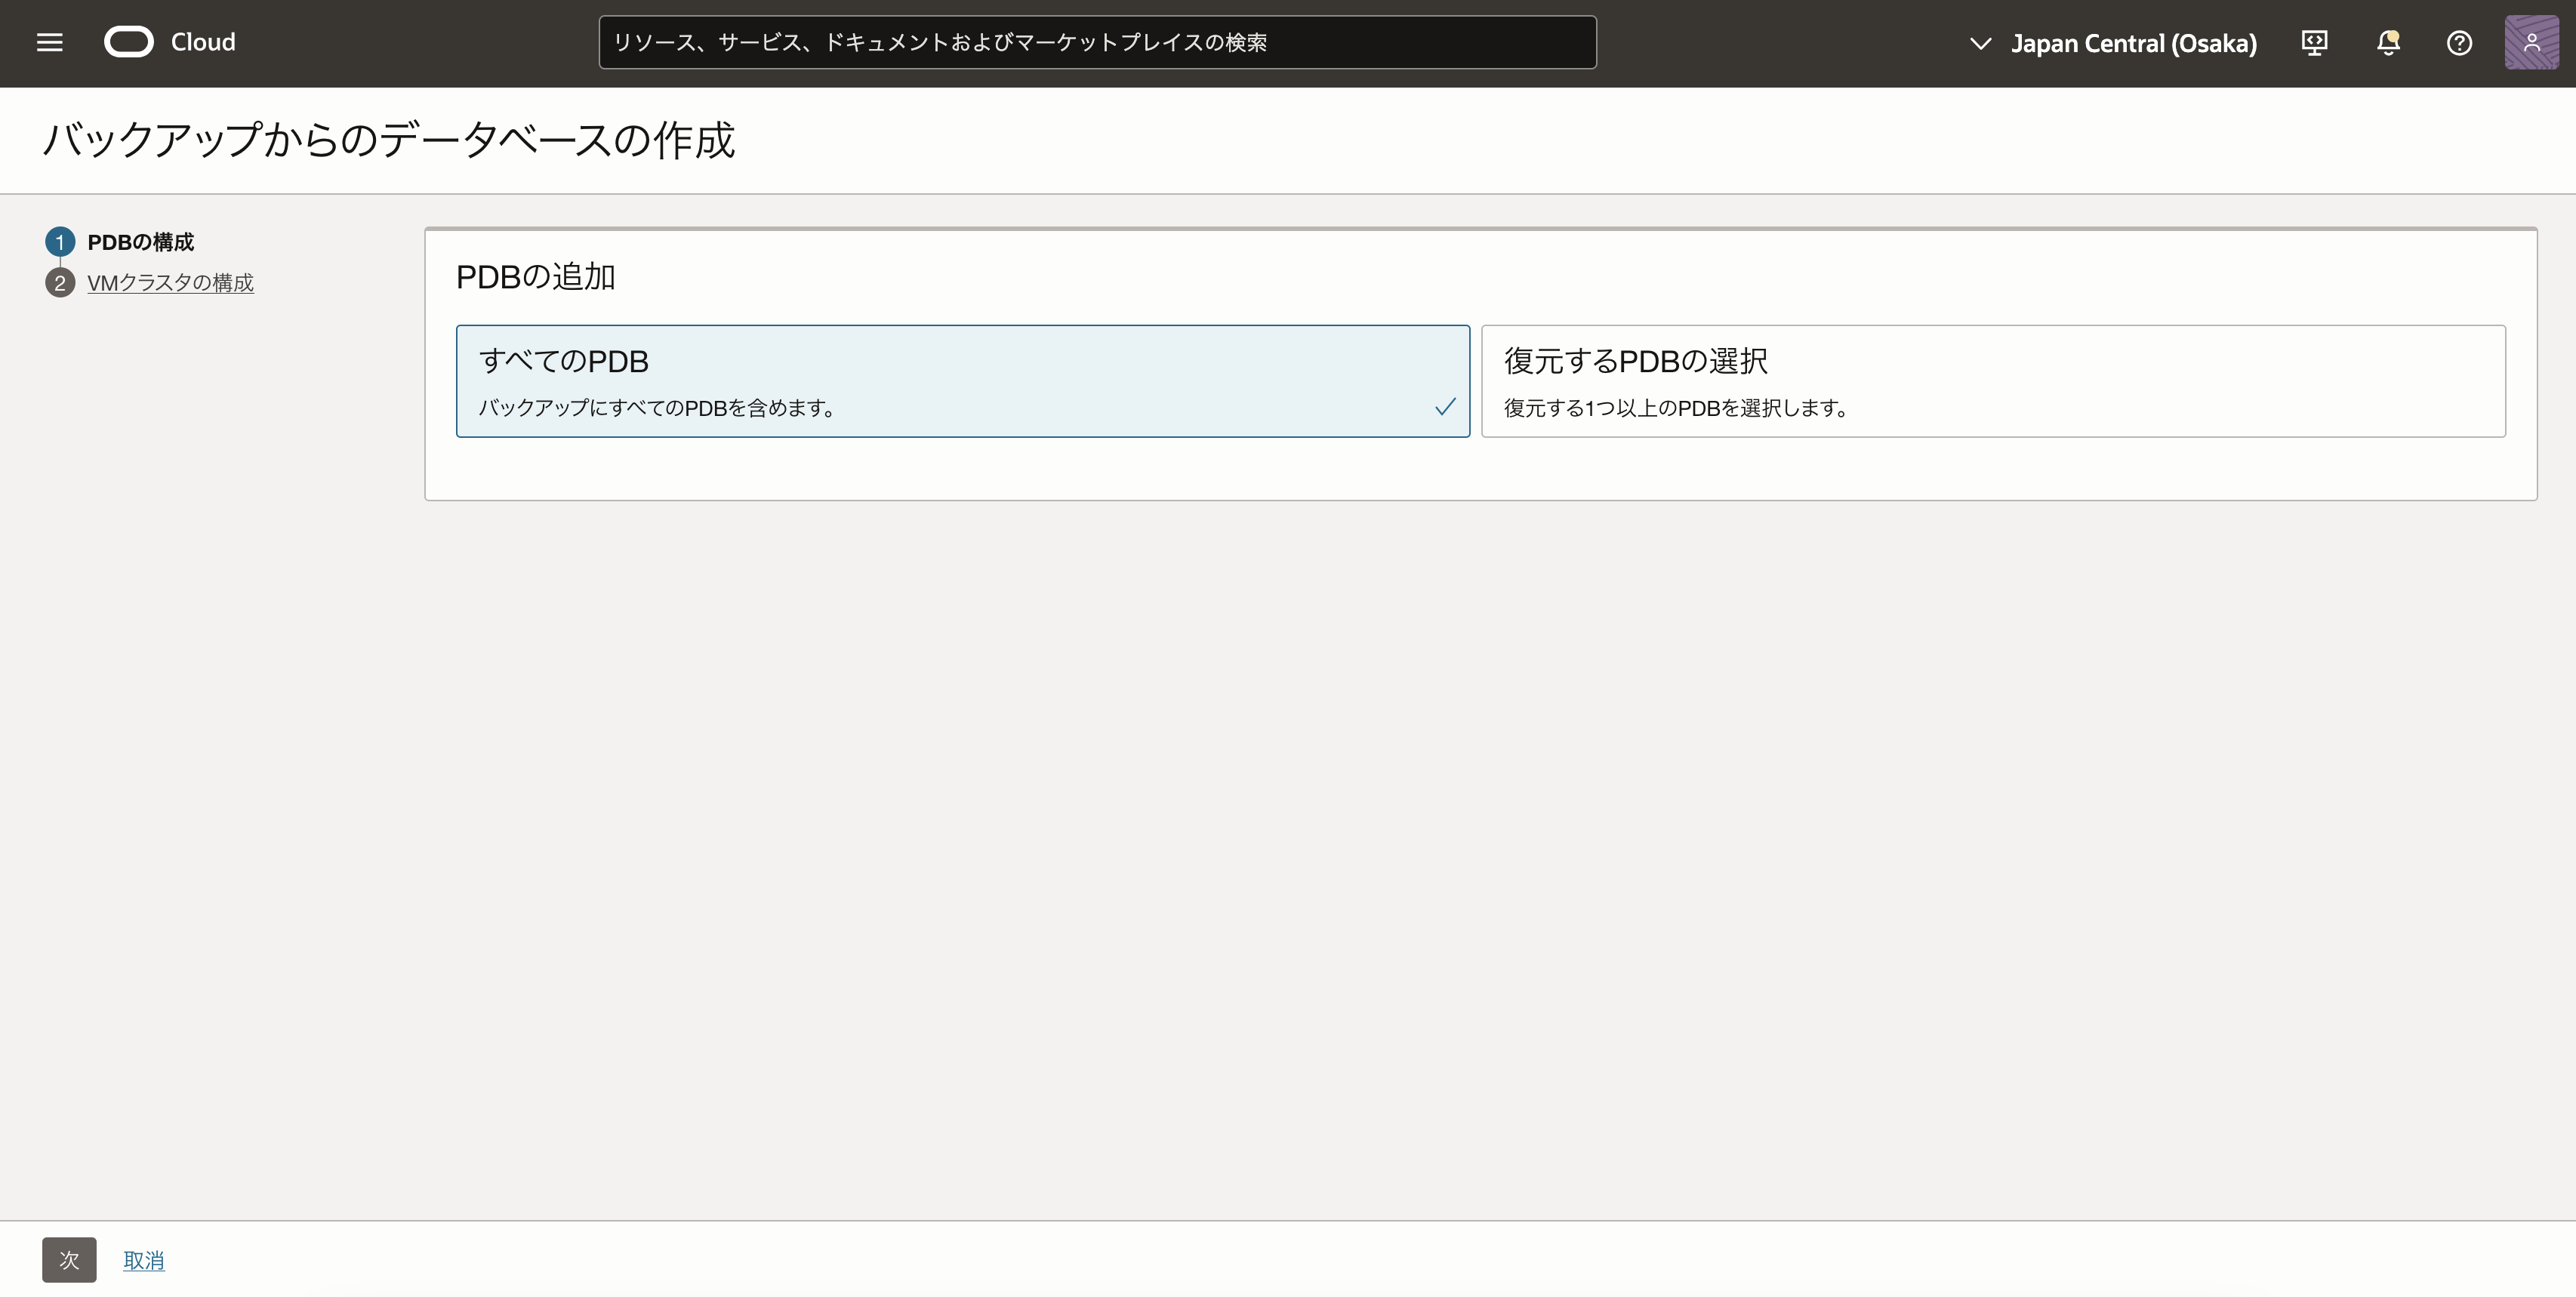 Cloud
リソース、サービス、ドキュメントおよびマーケットプレイスの検索
Japan Central (Osaka)
バックアップからのデータベースの作成
1 PDBの構成
2 VMクラスタの構成
PDBの追加
すべてのPDB
バックアップにすべてのPDBを含めます。
復元するPDBの選択
復元する1つ以上のPDBを選択します。
次
取消